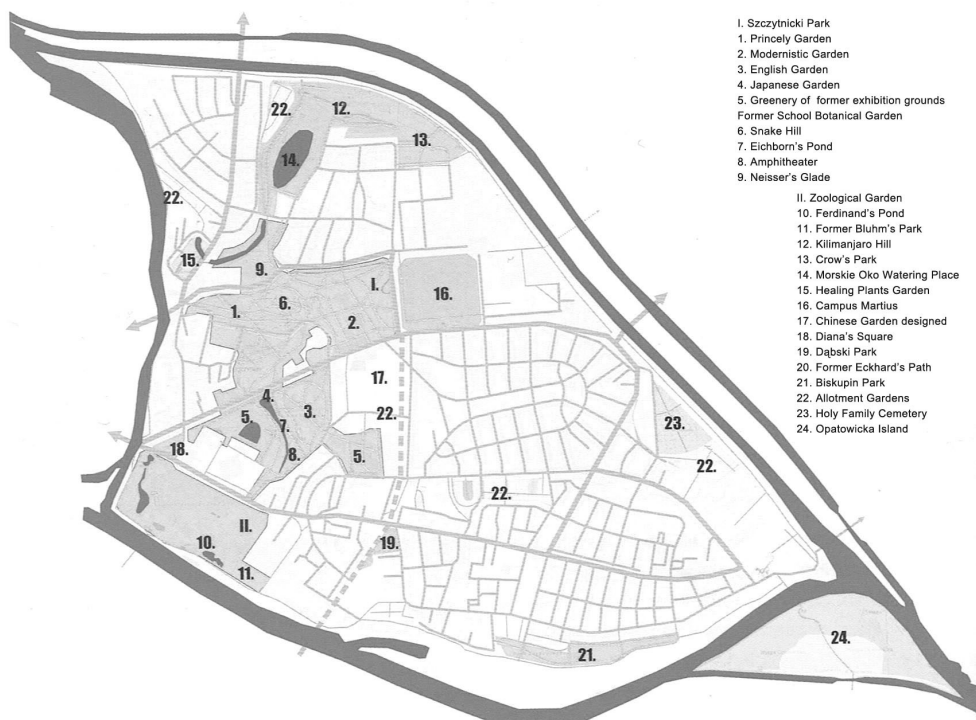 I. Szczytnicki Park
1. Princely Garden
2. Modernistic Garden
3. English Garden
4. Japanese Garden
5. Greenery of former exhibition grounds
Former School Botanical Garden
6. Snake Hill
7. Eichborn's Pond
8. Amphitheater
9. Neisser's Glade
II. Zoological Garden
10. Ferdinand's Pond
11. Former Bluhm's Park
12. Kilimanjaro Hill
13. Crow's Park
14. Morskie Oko Watering Place
15. Healing Plants Garden
16. Campus Martius
17. Chinese Garden designed
18. Diana's Square
19. Dąbski Park
20. Former Eckhard's Path
21. Biskupin Park
22. Allotment Gardens
23. Holy Family Cemetery
24. Opatowicka Island
22.
12.
13.
14.
22.
15.
9.
I.
16.
6.
1.
2.
17.
4.
3.
22.
5.
7.
23.
18.
8.
5.
22.
22.
II.
10.
19.
11.
24.
21.